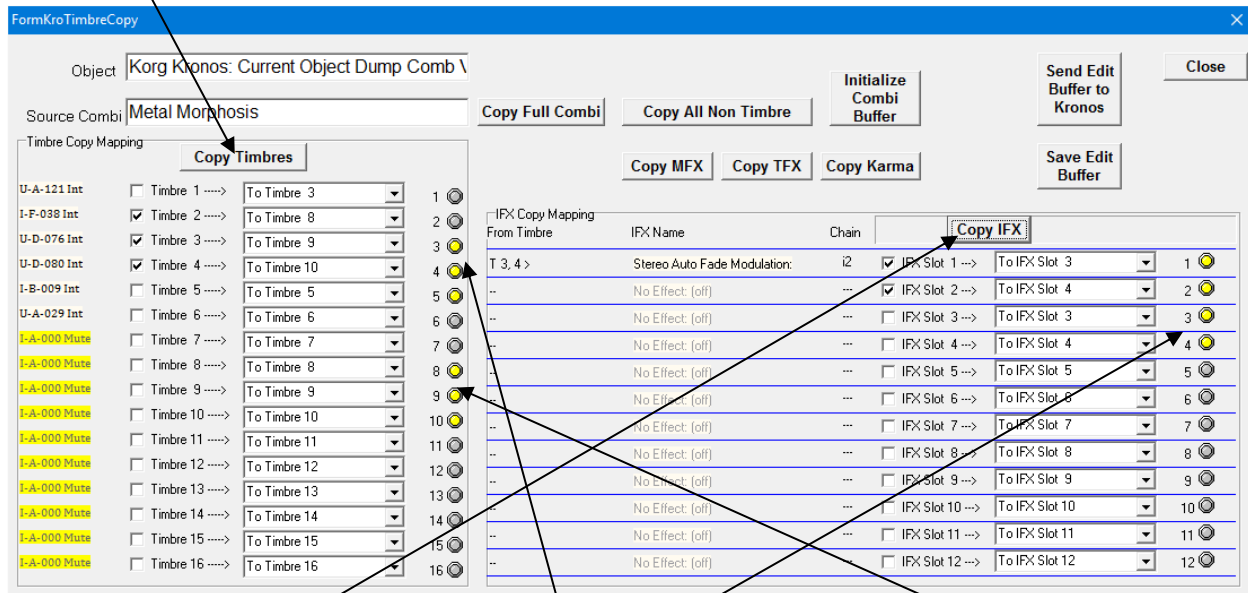 FormKroTimbreCopy
Object Korg Kronos: Current Object Dump Comb V
Source Combi Metal Morphosis
Copy Full Combi
Copy All Non Timbre
Initialize
Combi
Buffer
Send Edit
Buffer to
Kronos
Close
Copy MFX
Copy TFX
Copy Karma
Save Edit
Buffer
Timbre Copy Mapping
Copy Timbres
U-A-121 Int Timbre 1 -----> To Timbre 3 1
I-F-038 Int Timbre 2 -----> To Timbre 8 2
U-D-076 Int Timbre 3 -----> To Timbre 9 3
U-D-080 Int Timbre 4 -----> To Timbre 10 4
I-B-009 Int Timbre 5 -----> To Timbre 5 5
U-A-029 Int Timbre 6 -----> To Timbre 6 6
I-A-000 Mute Timbre 7 -----> To Timbre 7 7
I-A-000 Mute Timbre 8 -----> To Timbre 8 8
I-A-000 Mute Timbre 9 -----> To Timbre 9 9
I-A-000 Mute Timbre 10 -----> To Timbre 10 10
I-A-000 Mute Timbre 11 -----> To Timbre 11 11
I-A-000 Mute Timbre 12 -----> To Timbre 12 12
I-A-000 Mute Timbre 13 -----> To Timbre 13 13
I-A-000 Mute Timbre 14 -----> To Timbre 14 14
I-A-000 Mute Timbre 15 -----> To Timbre 15 15
I-A-000 Mute Timbre 16 -----> To Timbre 16 16
IFX Copy Mapping
From Timbre IFX Name Chain Copy IFX
T 3, 4 > Stereo Auto Fade Modulation: i2 IFX Slot 1 ---> To IFX Slot 3 1
-- No Effect: (off) --- IFX Slot 2 ---> To IFX Slot 4 2
-- No Effect: (off) --- IFX Slot 3 ---> To IFX Slot 3 3
-- No Effect: (off) --- IFX Slot 4 ---> To IFX Slot 4 4
-- No Effect: (off) --- IFX Slot 5 ---> To IFX Slot 5 5
-- No Effect: (off) --- IFX Slot 6 ---> To IFX Slot 6 6
-- No Effect: (off) --- IFX Slot 7 ---> To IFX Slot 7 7
-- No Effect: (off) --- IFX Slot 8 ---> To IFX Slot 8 8
-- No Effect: (off) --- IFX Slot 9 ---> To IFX Slot 9 9
-- No Effect: (off) --- IFX Slot 10 ---> To IFX Slot 10 10
-- No Effect: (off) --- IFX Slot 11 ---> To IFX Slot 11 11
-- No Effect: (off) --- IFX Slot 12 ---> To IFX Slot 12 12